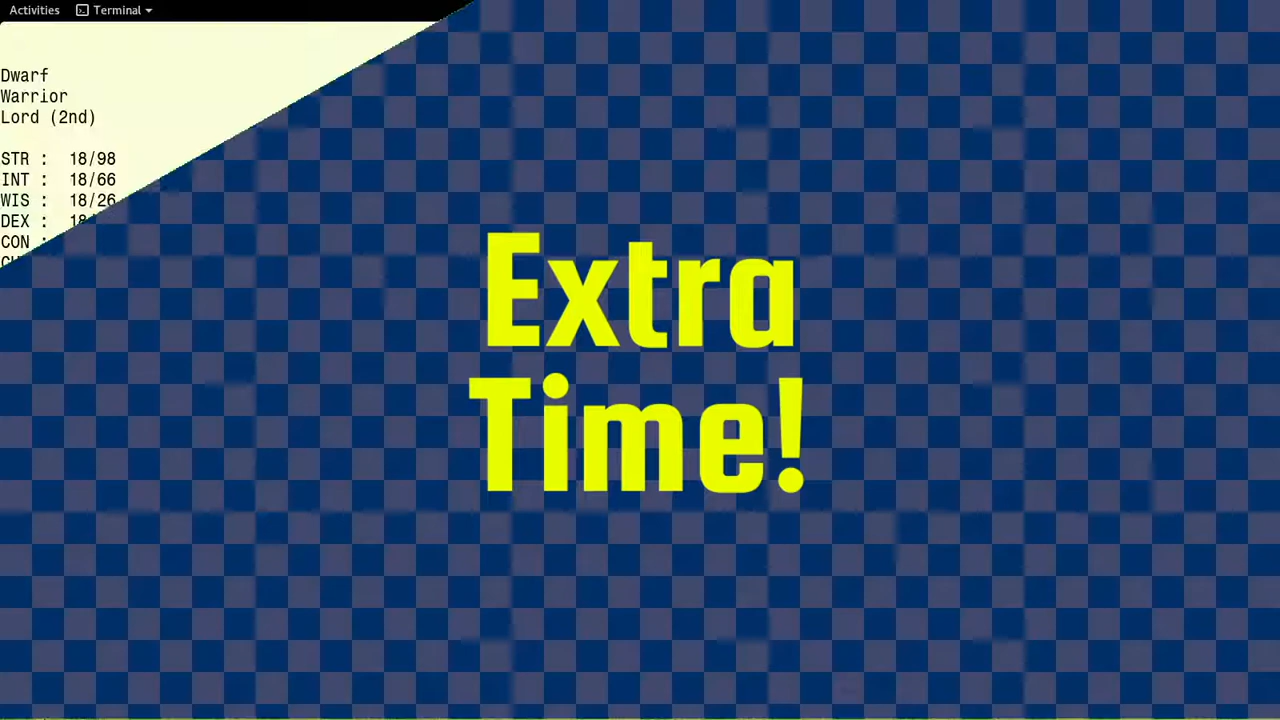 Activities Terminal
Dwarf
Warrior
Lord (2nd)
STR : 18/98
INT : 18/66
WIS : 18/26
DEX :
CON
Extra
Time!